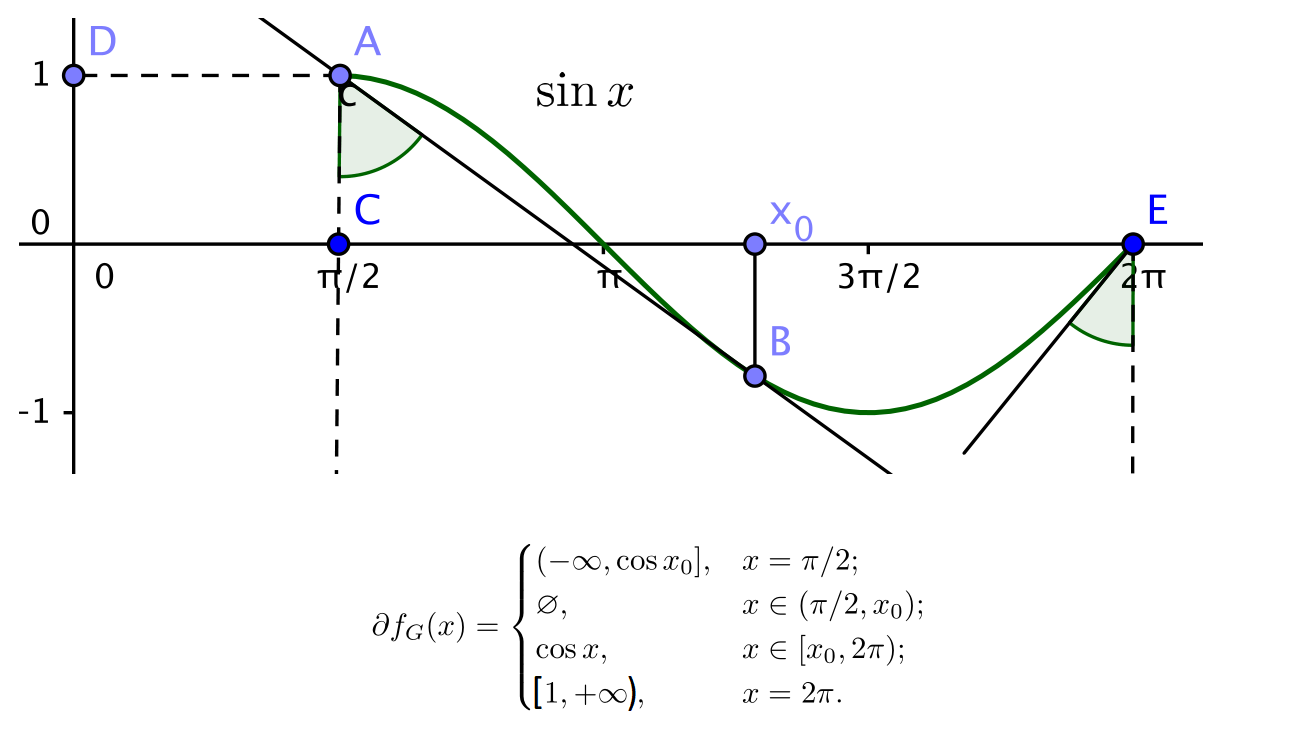 D A
1 sin x
C
C x₀ E
0
0 π/2 π 3π/2 2π
B
-1
∂f_G(x) = { (−∞, cos x₀], x = π/2;
∅, x ∈ (π/2, x₀);
cos x, x ∈ [x₀, 2π);
[1, +∞), x = 2π.